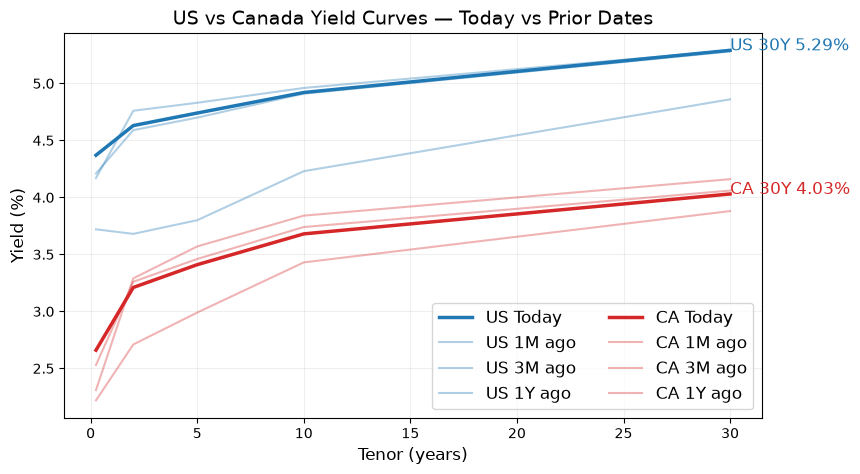 US vs Canada Yield Curves — Today vs Prior Dates
US 30Y 5.29%
CA 30Y 4.03%
Yield (%)
5.0
4.5
4.0
3.5
3.0
2.5
US Today
US 1M ago
US 3M ago
US 1Y ago
CA Today
CA 1M ago
CA 3M ago
CA 1Y ago
0 5 10 15 20 25 30
Tenor (years)